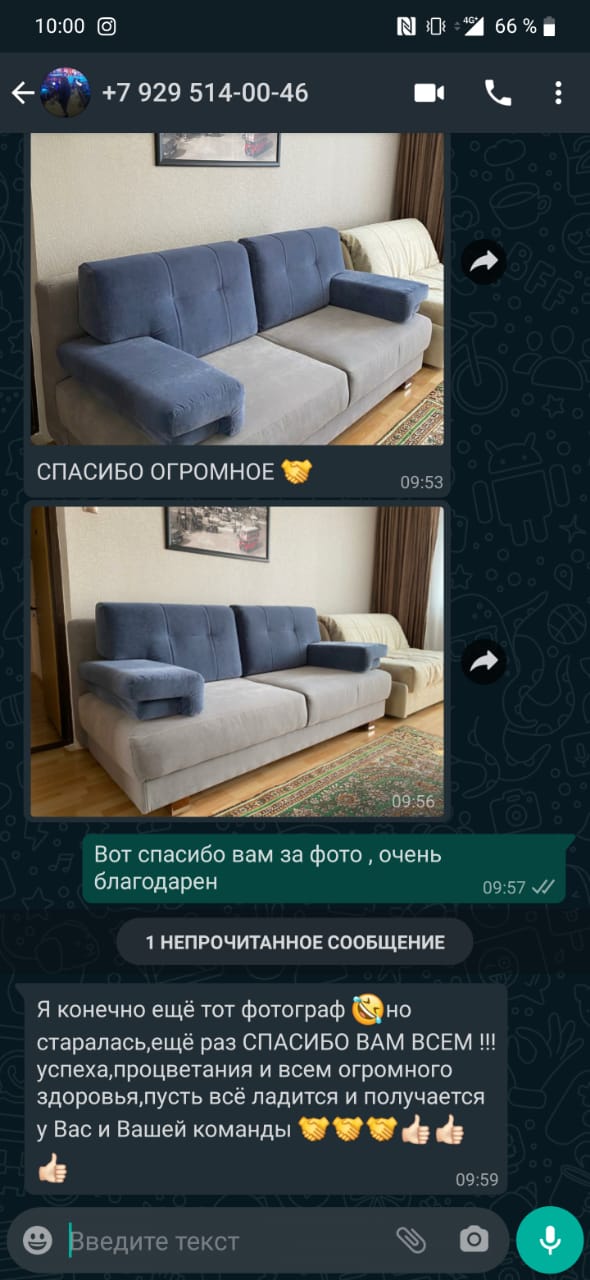 10:00
4G+
66 %
+7 929 514-00-46
СПАСИБО ОГРОМНОЕ 🤝
09:53
09:56
Вот спасибо вам за фото , очень
благодарен
09:57
1 НЕПРОЧИТАННОЕ СООБЩЕНИЕ
Я конечно ещё тот фотограф 🤣но
старалась,ещё раз СПАСИБО ВАМ ВСЕМ !!!
успеха,процветания и всем огромного
здоровья,пусть всё ладится и получается
у Вас и Вашей команды 🤝🤝🤝👍🏻👍🏻
👍🏻
09:59
Введите текст